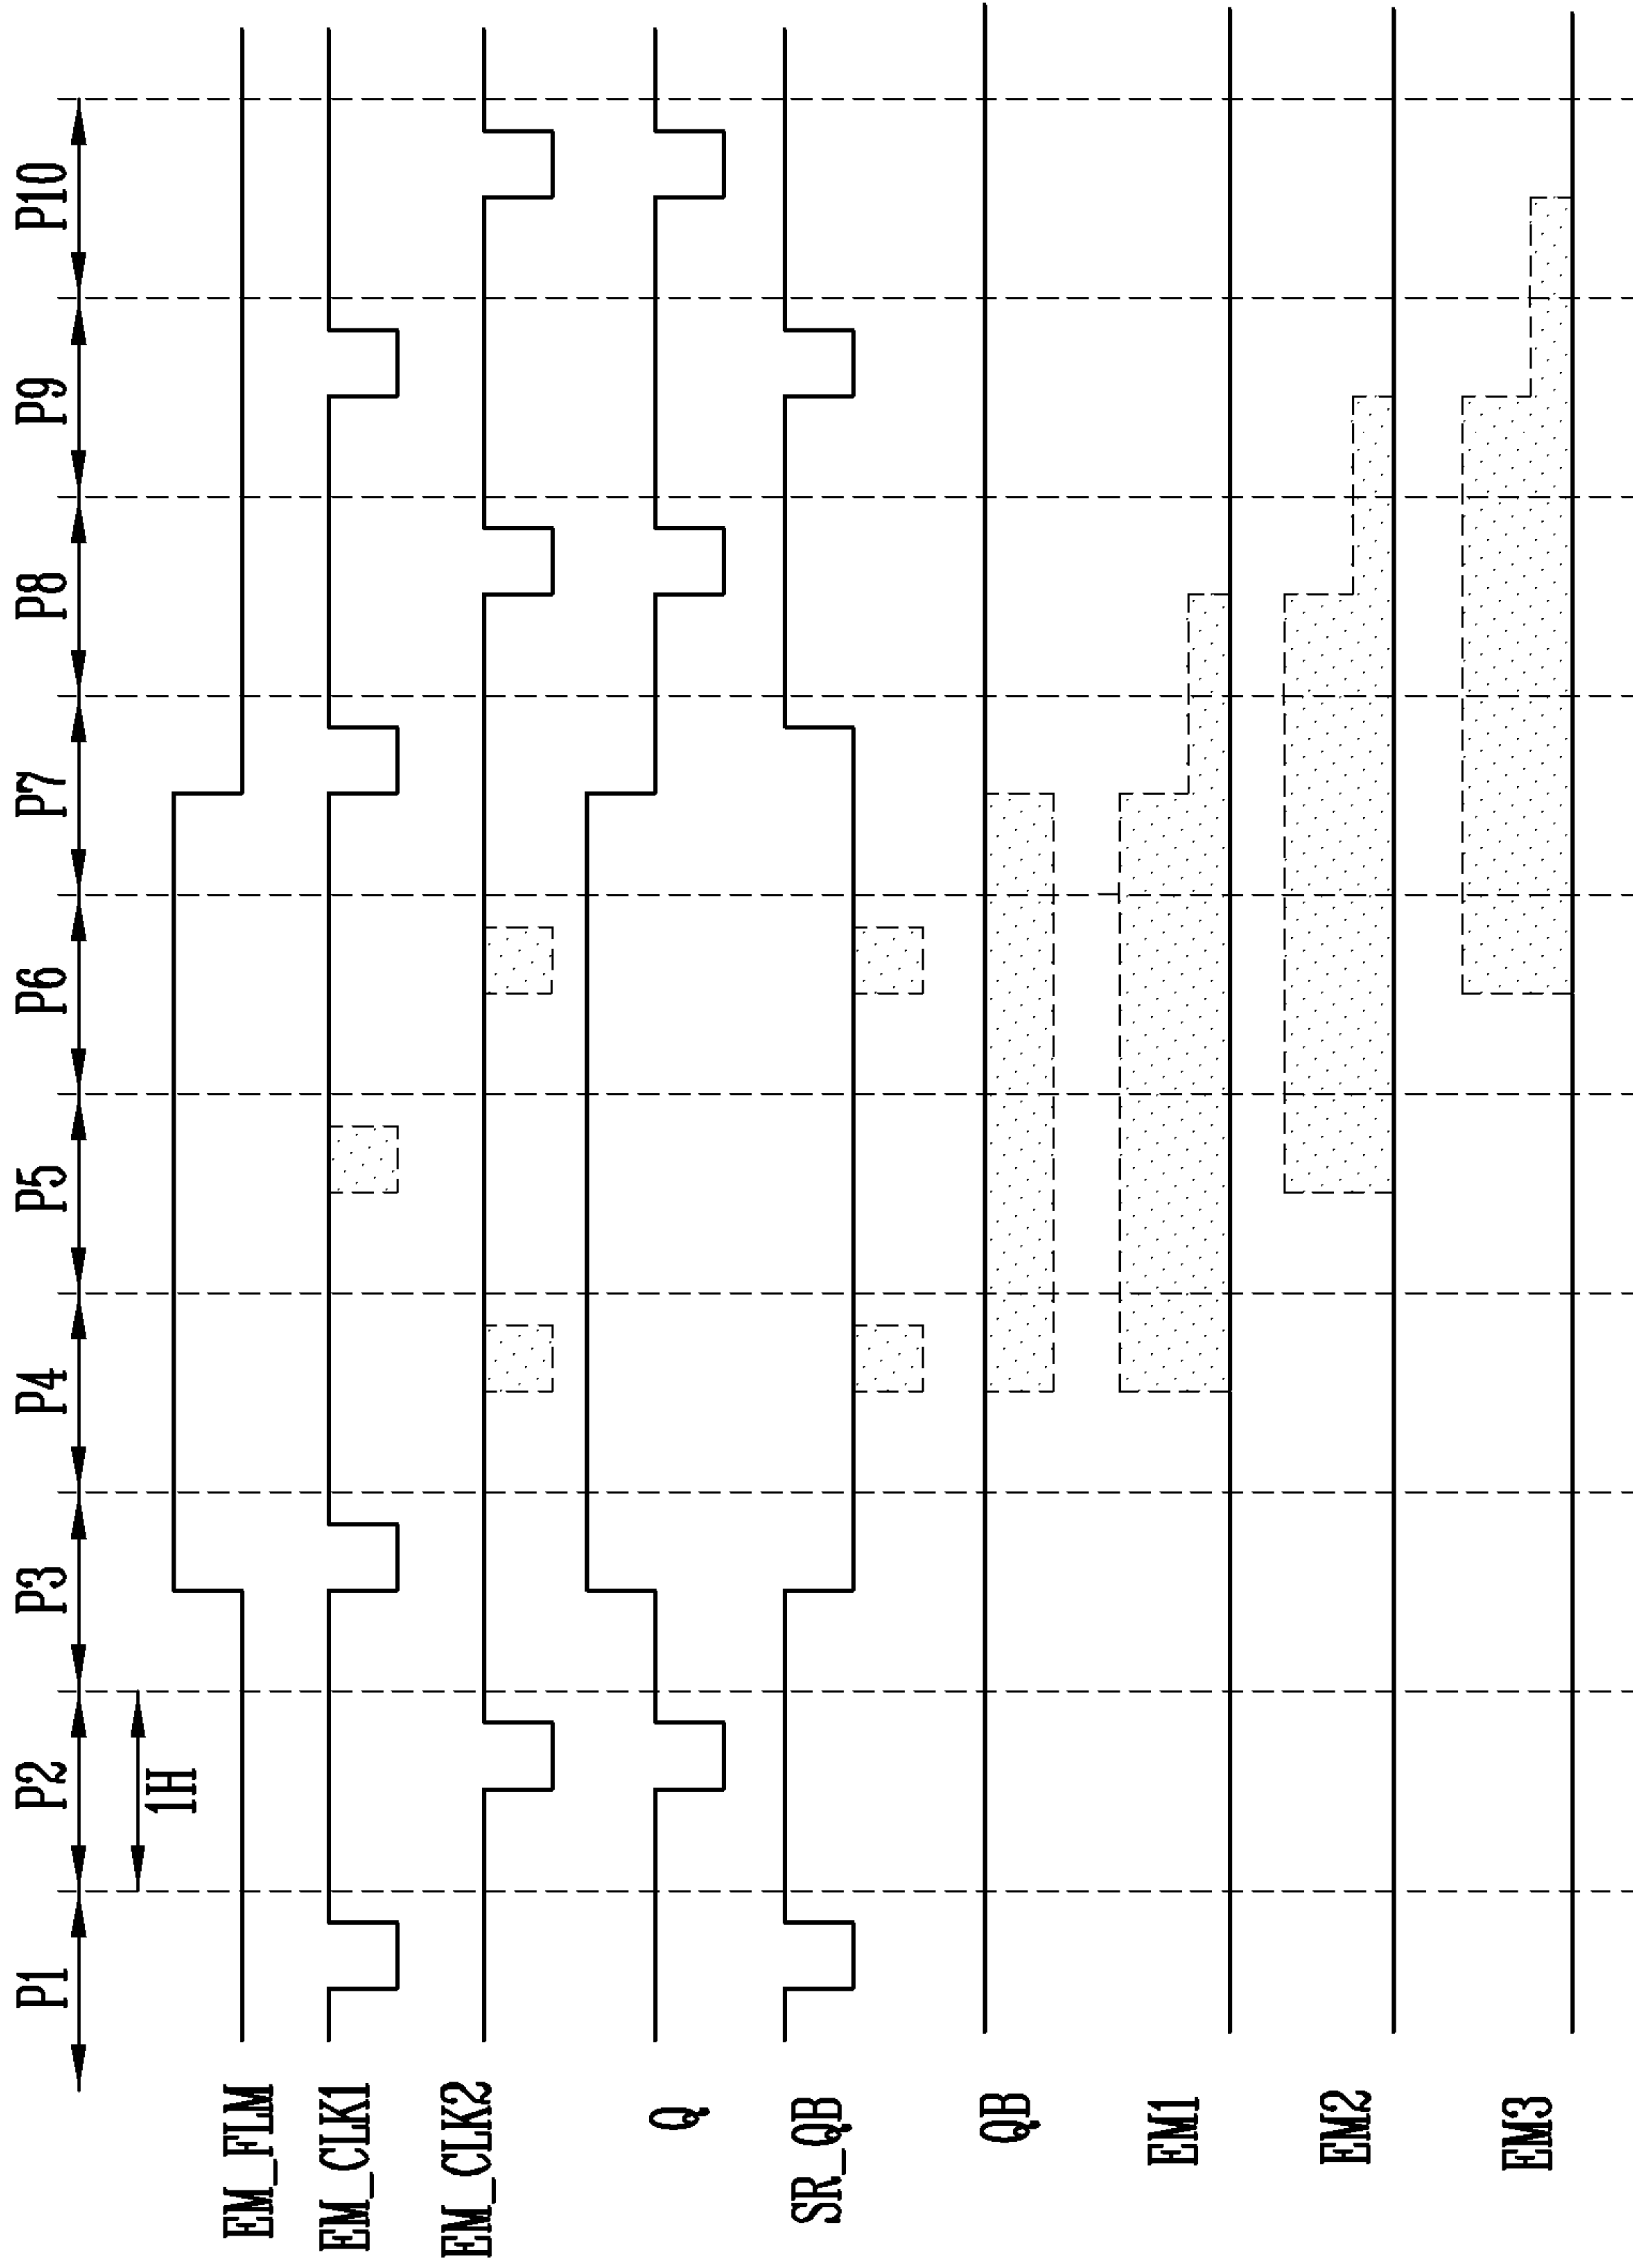 P1 P2 P3 P4 P5 P6 P7 P8 P9 P10
1H
EM_FLM
EM_CLK1
EM_CLK2
Q
SR_QB
QB
EM1
EM2
EM3